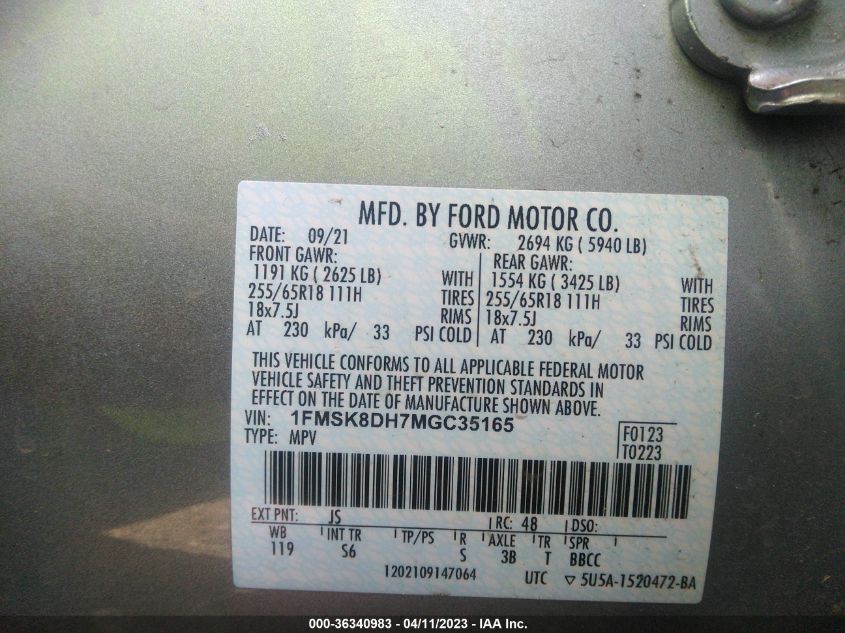 MFD. BY FORD MOTOR CO.
DATE: 09/21 GVWR: 2694 KG ( 5940 LB)
FRONT GAWR: REAR GAWR:
1191 KG ( 2625 LB) WITH 1554 KG ( 3425 LB) WITH
255/65R18 111H TIRES 255/65R18 111H TIRES
18x7.5J RIMS 18x7.5J RIMS
AT 230 kPa/ 33 PSI COLD AT 230 kPa/ 33 PSI COLD
THIS VEHICLE CONFORMS TO ALL APPLICABLE FEDERAL MOTOR
VEHICLE SAFETY AND THEFT PREVENTION STANDARDS IN
EFFECT ON THE DATE OF MANUFACTURE SHOWN ABOVE.
VIN: 1FMSK8DH7MGC35165
TYPE: MPV
F0123
T0223
EXT PNT: JS RC: 48 DSO:
WB INT TR TP/PS R AXLE TR SPR
119 S6 S 3B T BBCC
1202109147064 UTC ▽ 5U5A-1520472-BA
000-36340983 - 04/11/2023 - IAA Inc.